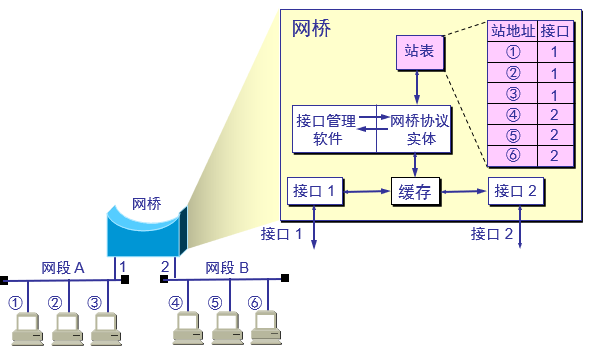 网桥
站表
站地址 接口
① 1
② 1
③ 1
④ 2
⑤ 2
⑥ 2
接口管理 网桥协议
软件 实体
接口 1 缓存 接口 2
接口 1 接口 2
网桥
网段 A 1 2 网段 B
① ② ③ ④ ⑤ ⑥